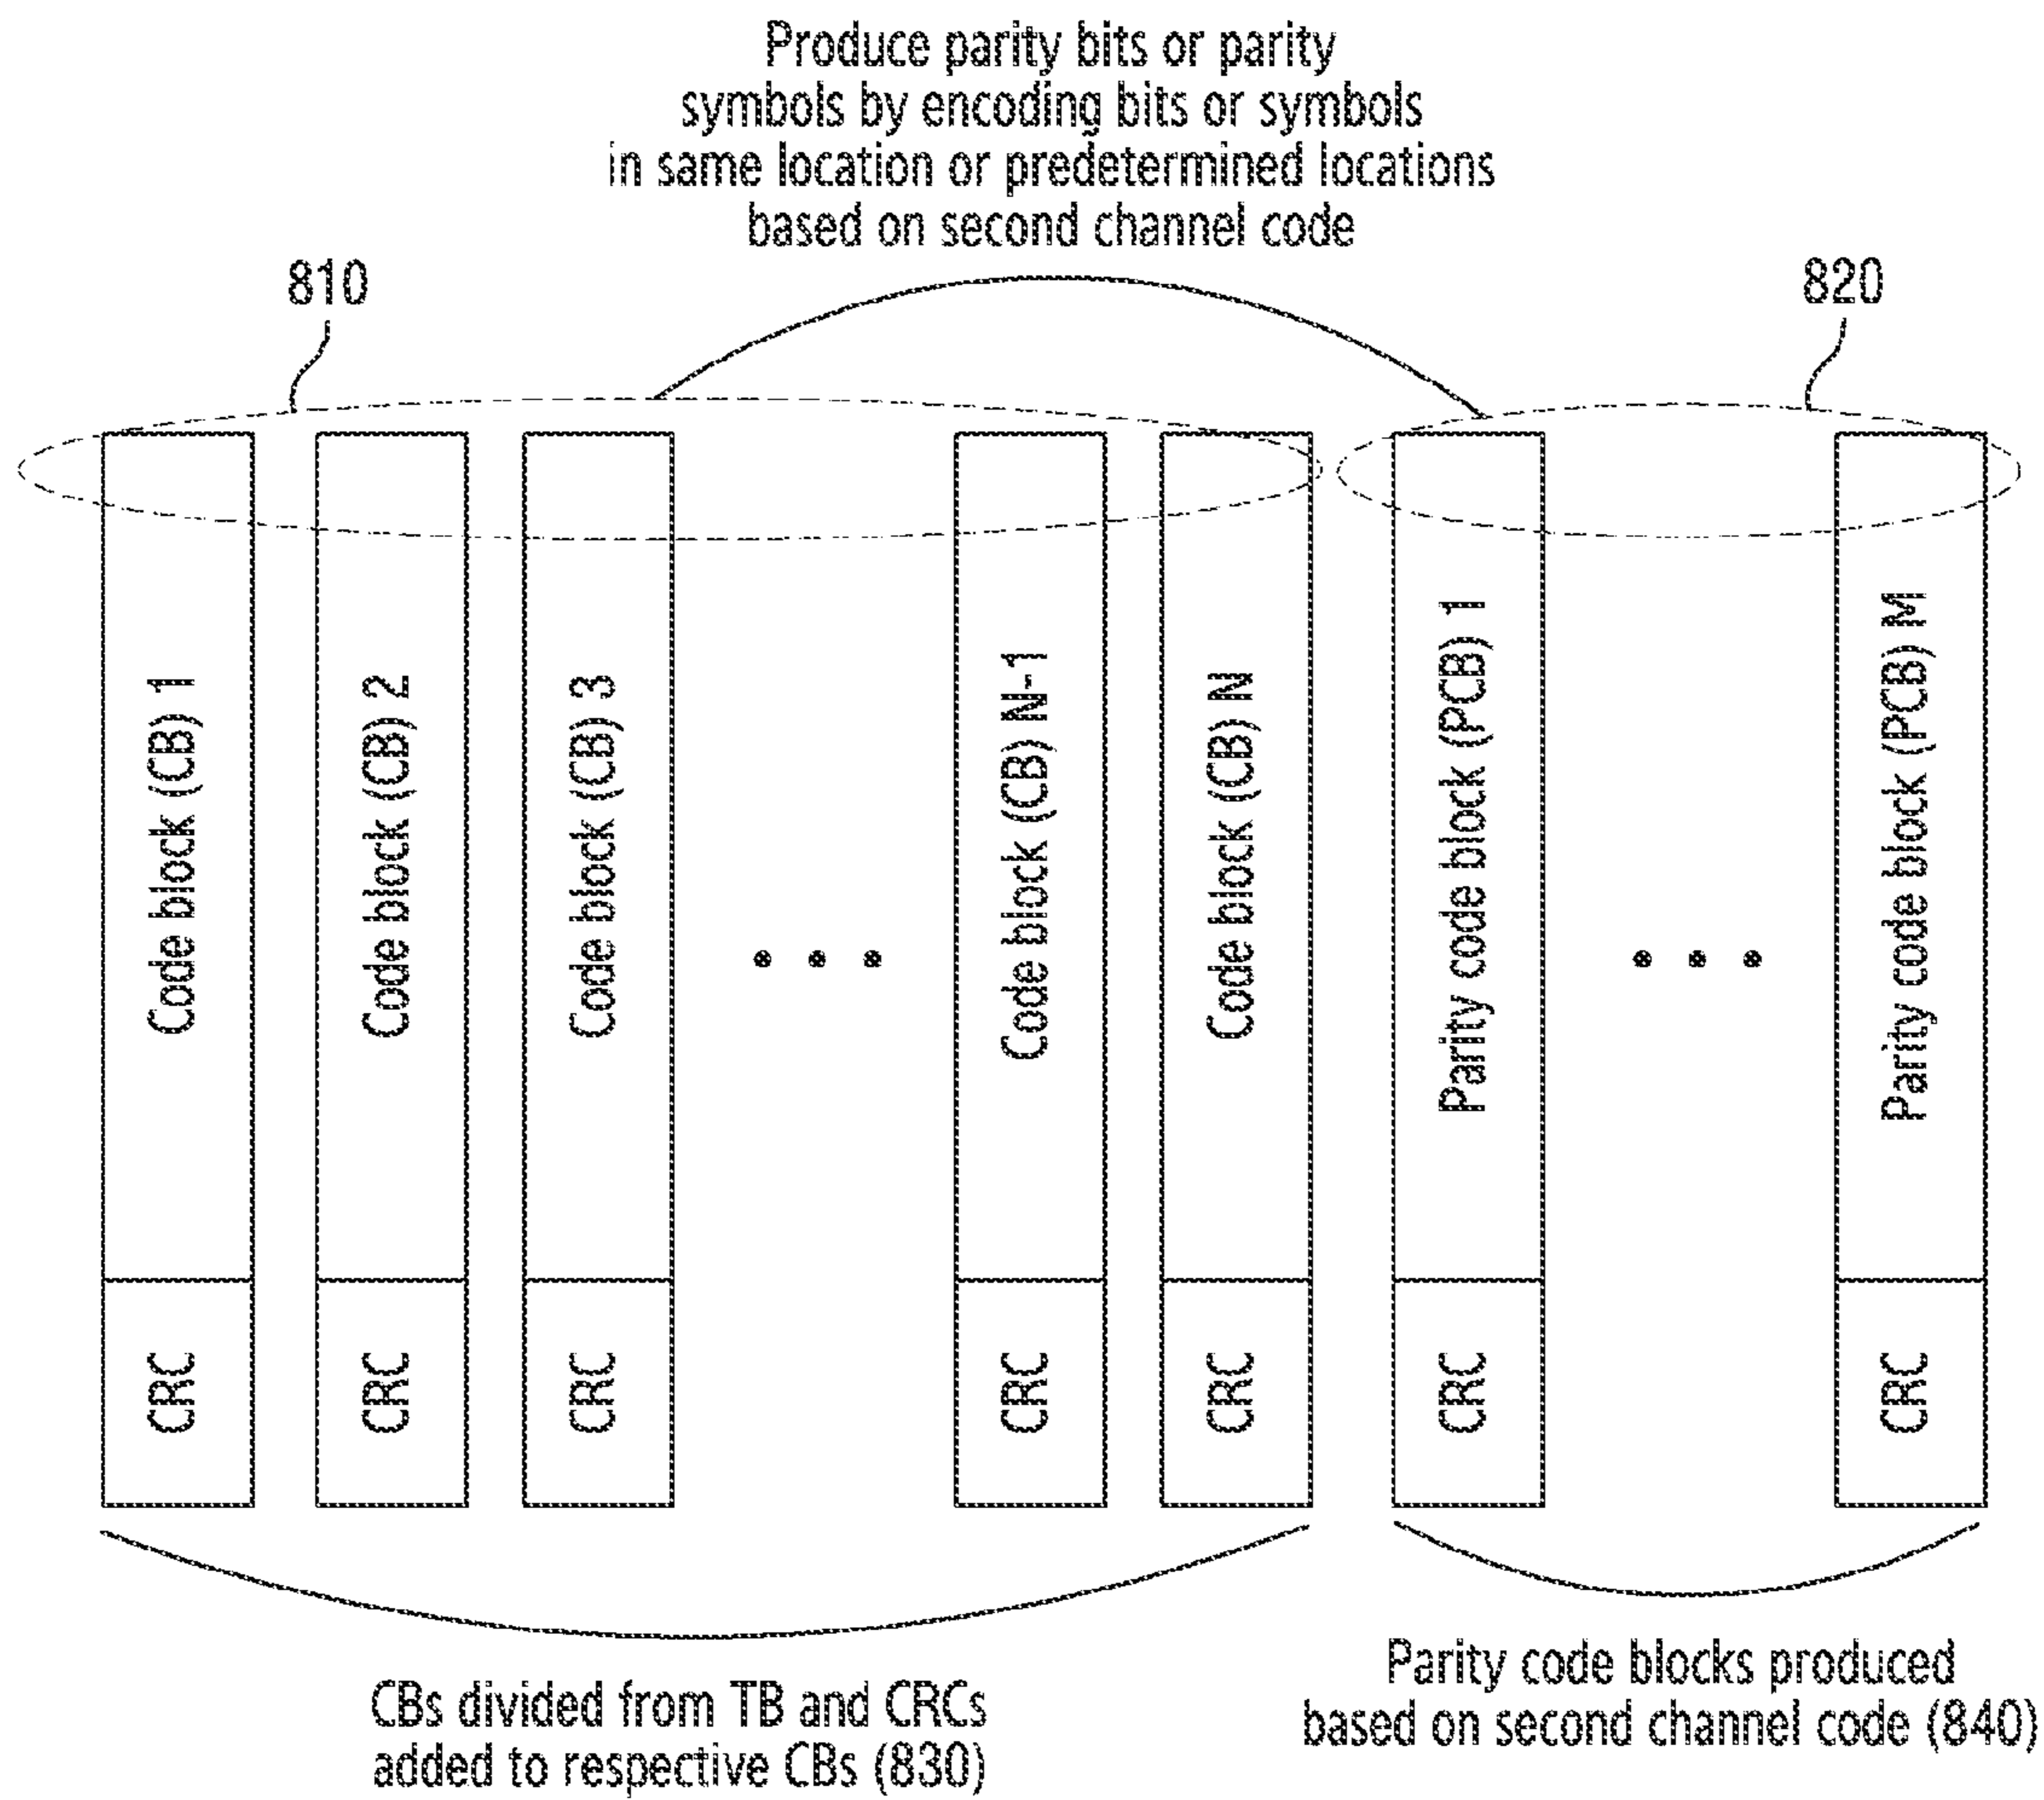 Produce parity bits or parity
symbols by encoding bits or symbols
in same location or predetermined locations
based on second channel code
810
820
Code block (CB) 1
Code block (CB) 2
Code block (CB) 3
Code block (CB) N-1
Code block (CB) N
Parity code block (PCB) 1
Parity code block (PCB) M
CRC
CRC
CRC
CRC
CRC
CRC
CRC
CBs divided from TB and CRCs
added to respective CBs (830)
Parity code blocks produced
based on second channel code (840)